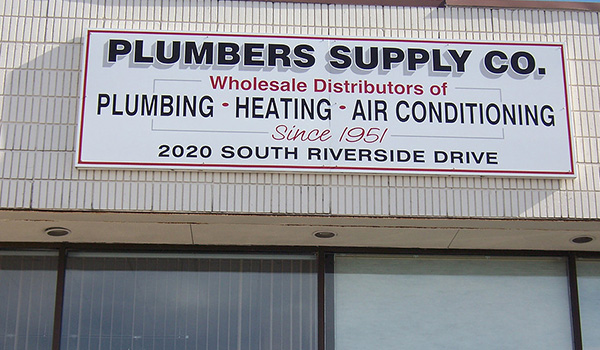 PLUMBERS SUPPLY CO.
Wholesale Distributors of
PLUMBING • HEATING • AIR CONDITIONING
Since 1951
2020 SOUTH RIVERSIDE DRIVE